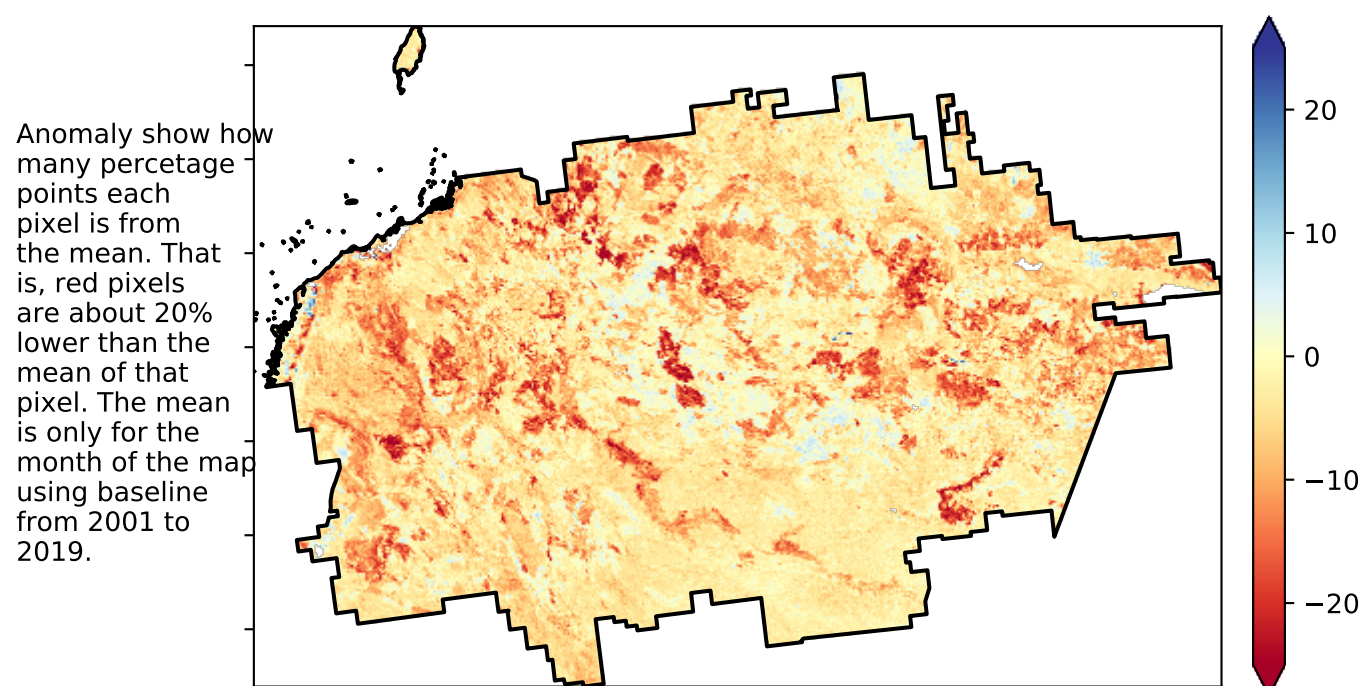 Anomaly show how
many percetage
points each
pixel is from
the mean. That
is, red pixels
are about 20%
lower than the
mean of that
pixel. The mean
is only for the
month of the map
using baseline
from 2001 to
2019.
20
10
0
−10
−20